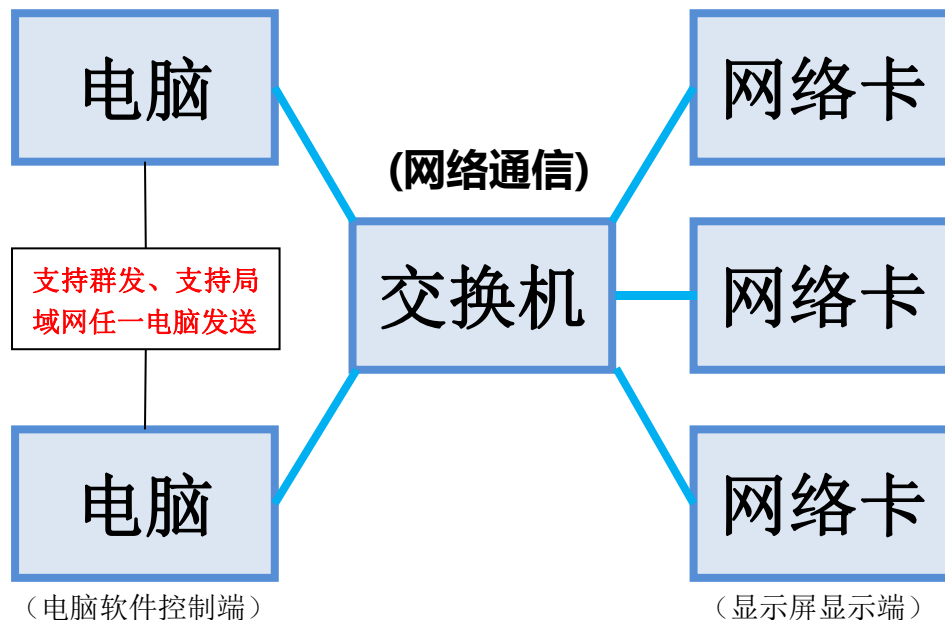 电脑
网络卡
(网络通信)
支持群发、支持局
域网任一电脑发送
交换机
网络卡
电脑
网络卡
（电脑软件控制端）
（显示屏显示端）